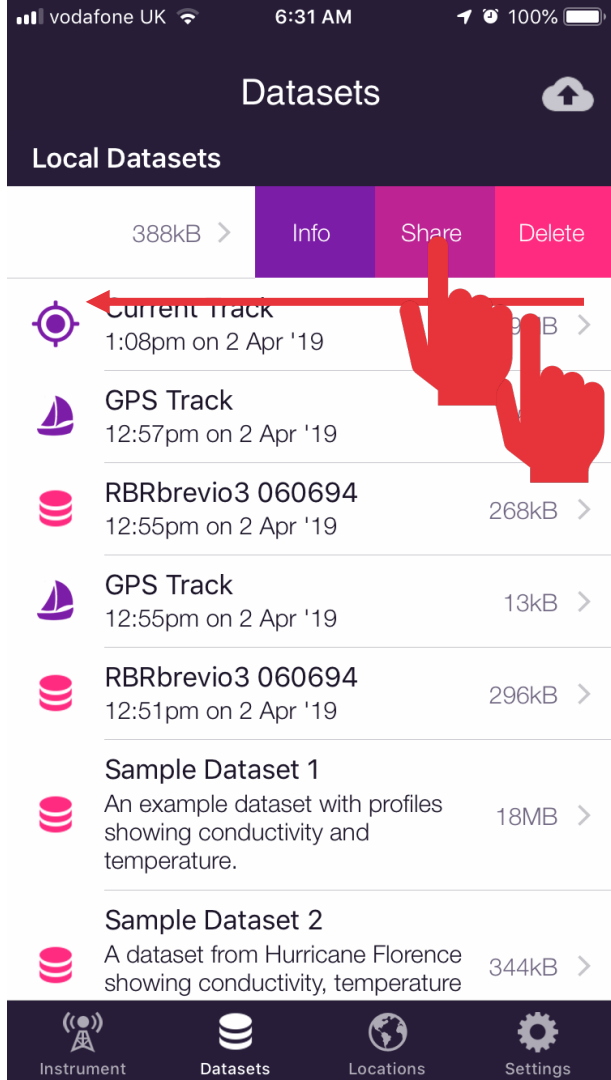 vodafone UK 6:31 AM 100%
Datasets
Local Datasets
388kB Info Share Delete
Current Track
1:08pm on 2 Apr '19
GPS Track
12:57pm on 2 Apr '19
RBRbrevio3 060694
12:55pm on 2 Apr '19
268kB
GPS Track
12:55pm on 2 Apr '19
13kB
RBRbrevio3 060694
12:51pm on 2 Apr '19
296kB
Sample Dataset 1
An example dataset with profiles
showing conductivity and
temperature.
18MB
Sample Dataset 2
A dataset from Hurricane Florence
showing conductivity, temperature
344kB
Instrument Datasets Locations Settings